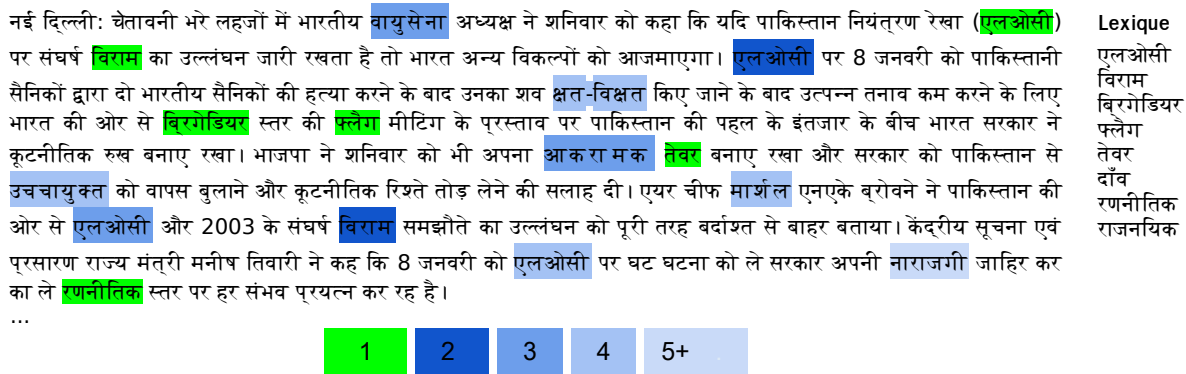 नई दिल्ली: चेतावनी भरे लहजों में भारतीय वायुसेना अध्यक्ष ने शनिवार को कहा कि यदि पाकिस्तान नियंत्रण रेखा (एलओसी)
पर संघर्ष विराम का उल्लंघन जारी रखता है तो भारत अन्य विकल्पों को आजमाएगा। एलओसी पर 8 जनवरी को पाकिस्तानी
सैनिकों द्वारा दो भारतीय सैनिकों की हत्या करने के बाद उनका शव क्षत-विक्षत किए जाने के बाद उत्पन्न तनाव कम करने के लिए
भारत की ओर से ब्रिगेडियर स्तर की फ्लैग मीटिंग के प्रस्ताव पर पाकिस्तान की पहल के इंतजार के बीच भारत सरकार ने
कूटनीतिक रुख बनाए रखा। भाजपा ने शनिवार को भी अपना आकरामक तेवर बनाए रखा और सरकार को पाकिस्तान से
उचचायुक्त को वापस बुलाने और कूटनीतिक रिश्ते तोड़ लेने की सलाह दी। एयर चीफ मार्शल एनएके ब्रोवने ने पाकिस्तान की
ओर से एलओसी और 2003 के संघर्ष विराम समझौते का उल्लंघन को पूरी तरह बर्दाश्त से बाहर बताया। केंद्रीय सूचना एवं
प्रसारण राज्य मंत्री मनीष तिवारी ने कह कि 8 जनवरी को एलओसी पर घट घटना को ले सरकार अपनी नाराजगी जाहिर कर
का ले रणनीतिक स्तर पर हर संभव प्रयत्न कर रह है।
...
Lexique
एलओसी
विराम
ब्रिगेडियर
फ्लैग
तेवर
दाँव
रणनीतिक
राजनयिक
1 2 3 4 5+